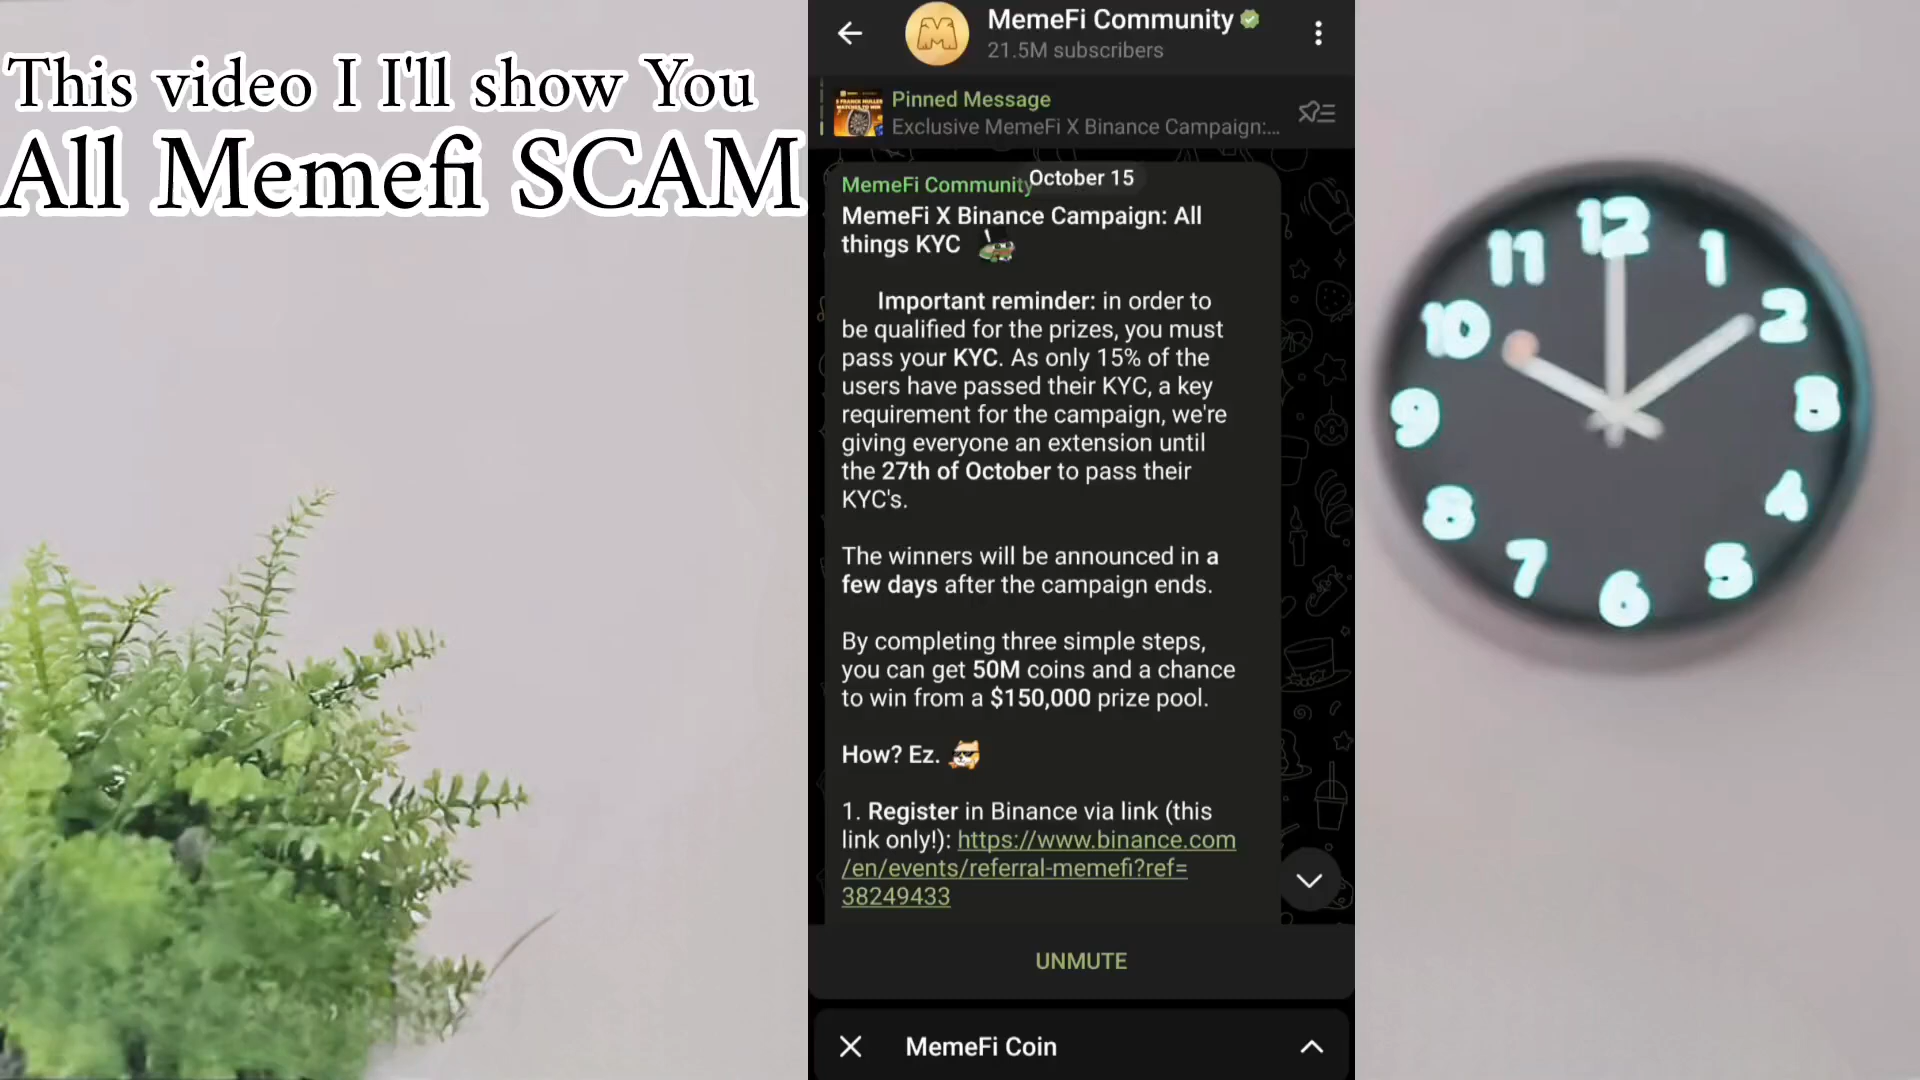 This video I I'll show You
All Memefi SCAM
MemeFi Community
21.5M subscribers
Pinned Message
Exclusive MemeFi X Binance Campaign:...
October 15
MemeFi Community
MemeFi X Binance Campaign: All
things KYC
Important reminder: in order to
be qualified for the prizes, you must
pass your KYC. As only 15% of the
users have passed their KYC, a key
requirement for the campaign, we're
giving everyone an extension until
the 27th of October to pass their
KYC's.
The winners will be announced in a
few days after the campaign ends.
By completing three simple steps,
you can get 50M coins and a chance
to win from a $150,000 prize pool.
How? Ez.
1. Register in Binance via link (this
link only!): https://www.binance.com
/en/events/referral-memefi?ref=
38249433
UNMUTE
MemeFi Coin
12
1
2
3
4
5
6
7
8
9
10
11